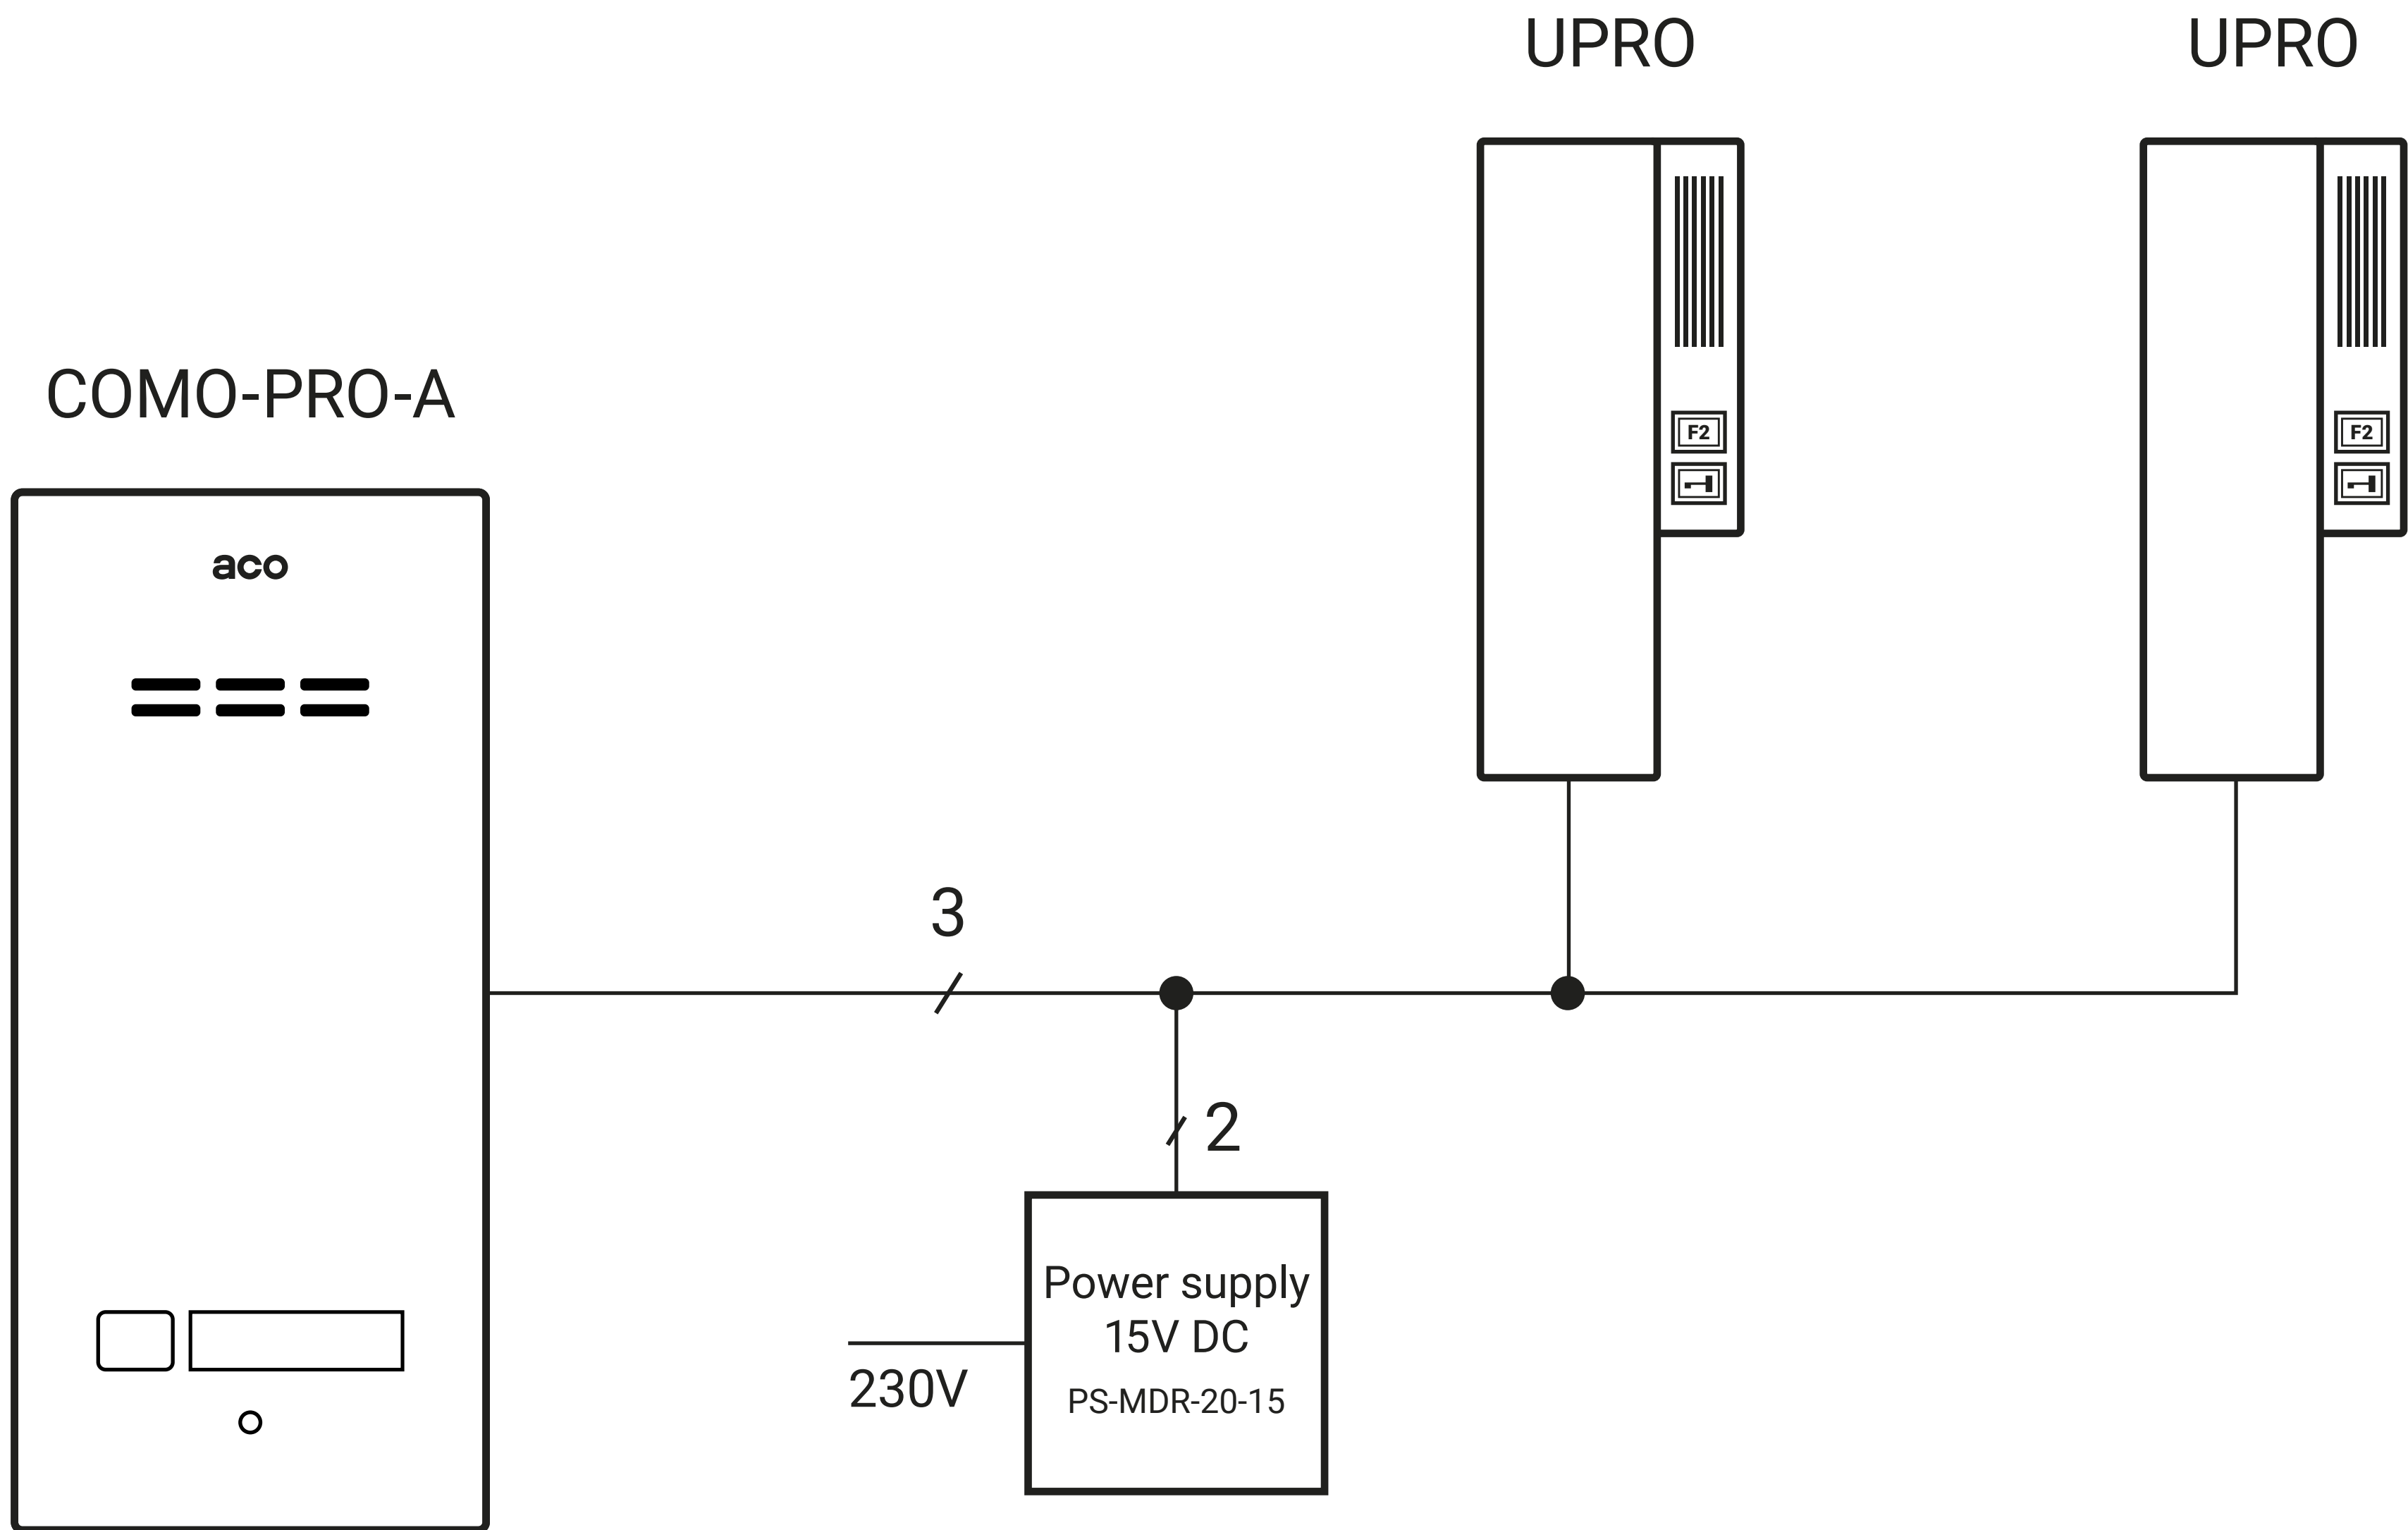 UPRO
UPRO
COMO-PRO-A
F2
F2
aco
3
2
Power supply
15V DC
230V
PS-MDR-20-15